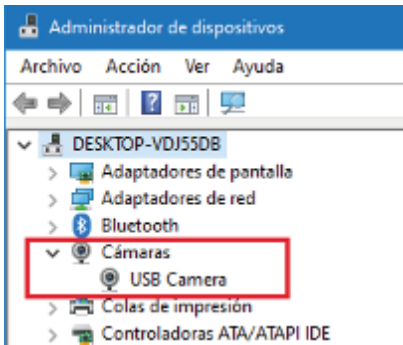 Administrador de dispositivos
Archivo Acción Ver Ayuda
DESKTOP-VDJ55DB
Adaptadores de pantalla
Adaptadores de red
Bluetooth
Cámaras
USB Camera
Colas de impresión
Controladoras ATA/ATAPI IDE